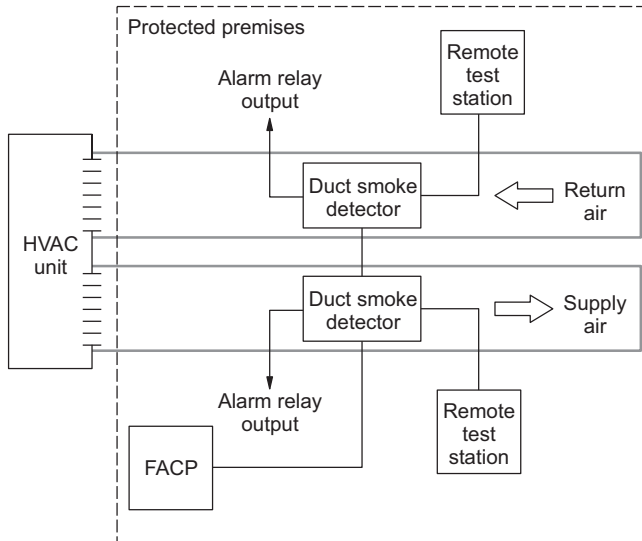 Protected premises
Alarm relay
output
Remote
test
station
HVAC
unit
Duct smoke
detector
Return
air
Duct smoke
detector
Supply
air
Alarm relay
output
Remote
test
station
FACP